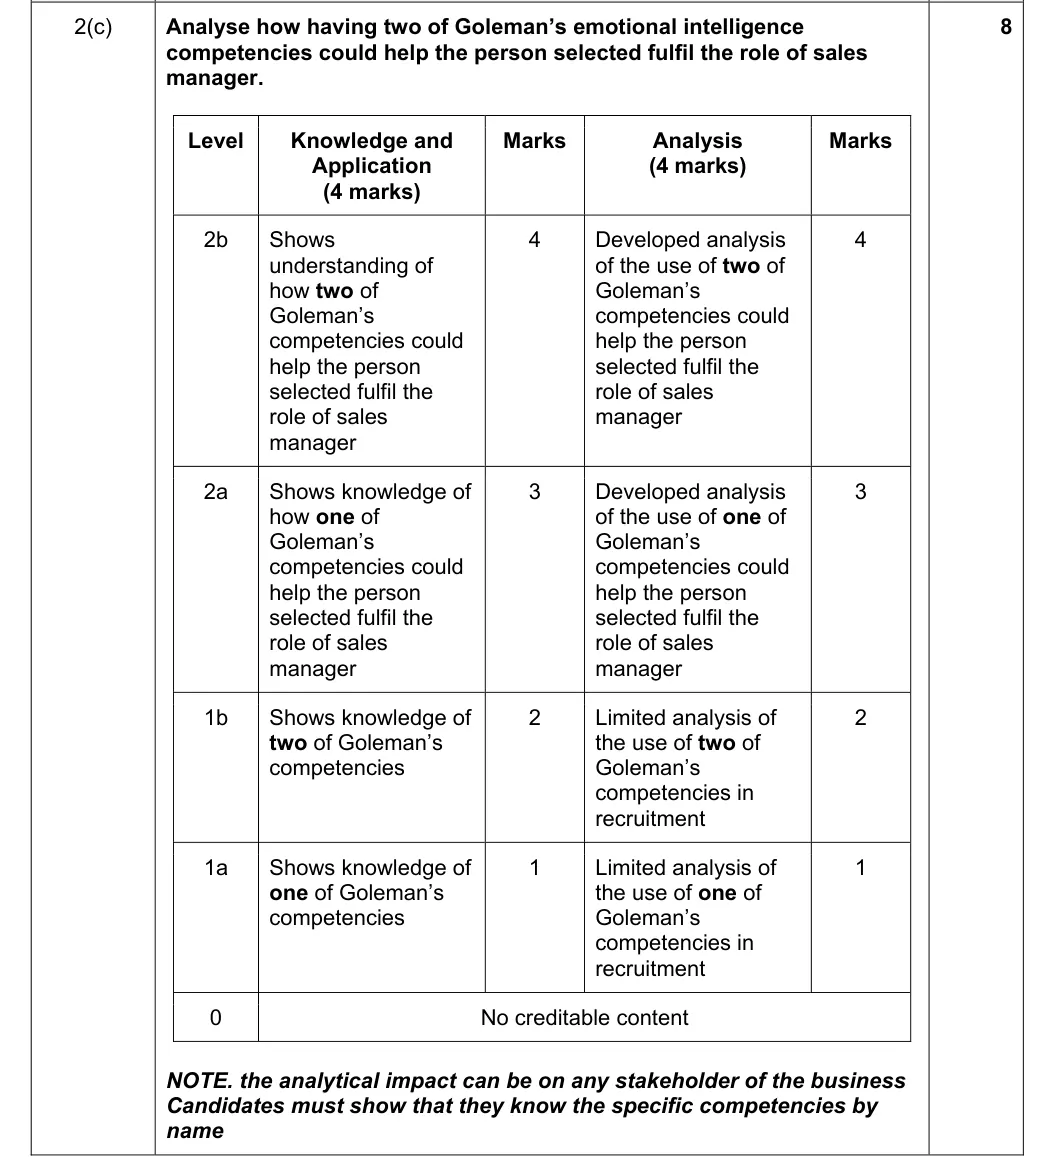 2(c)
Analyse how having two of Goleman’s emotional intelligence
competencies could help the person selected fulfil the role of sales
manager.
8
Level
Knowledge and
Application
(4 marks)
Marks
Analysis
(4 marks)
Marks
2b
Shows
understanding of
how two of
Goleman’s
competencies could
help the person
selected fulfil the
role of sales
manager
4
Developed analysis
of the use of two of
Goleman’s
competencies could
help the person
selected fulfil the
role of sales
manager
4
2a
Shows knowledge of
how one of
Goleman’s
competencies could
help the person
selected fulfil the
role of sales
manager
3
Developed analysis
of the use of one of
Goleman’s
competencies could
help the person
selected fulfil the
role of sales
manager
3
1b
Shows knowledge of
two of Goleman’s
competencies
2
Limited analysis of
the use of two of
Goleman’s
competencies in
recruitment
2
1a
Shows knowledge of
one of Goleman’s
competencies
1
Limited analysis of
the use of one of
Goleman’s
competencies in
recruitment
1
0
No creditable content
NOTE. the analytical impact can be on any stakeholder of the business
Candidates must show that they know the specific competencies by
name